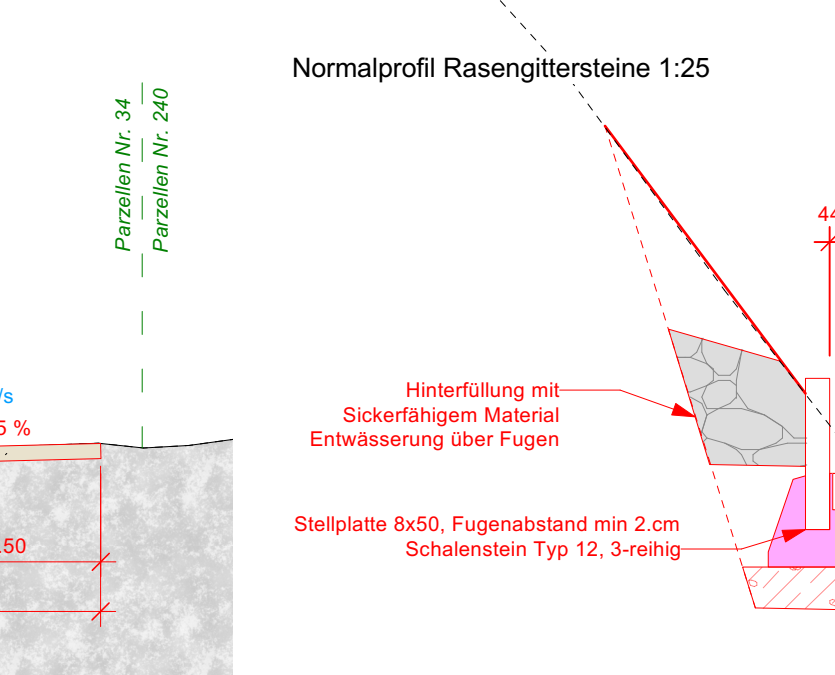 Normalprofil Rasengittersteine 1:25
Parzellen Nr. 34
Parzellen Nr. 240
44
/s
5 %
.50
Hinterfüllung mit
Sickerfähigem Material
Entwässerung über Fugen
Stellplatte 8x50, Fugenabstand min 2.cm
Schalenstein Typ 12, 3-reihig